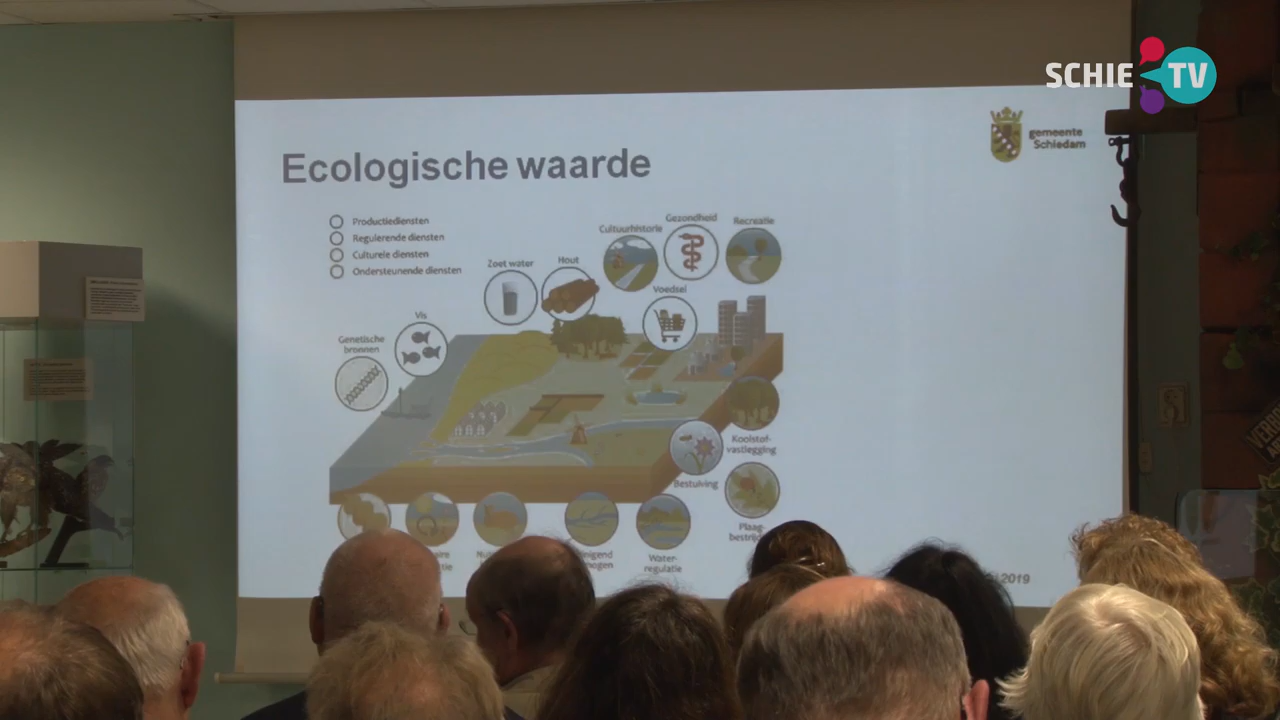 SCHIE TV
gemeente
Schiedam
Ecologische waarde
Productiediensten
Regulerende diensten
Culturele diensten
Ondersteunende diensten
Gezondheid
Recreatie
Cultuurhistorie
Zoet water
Hout
Voedsel
Vis
Genetische
bronnen
Koolstof-
vastlegging
Bestuiving
Plaag-
Water-
regulatie
2019